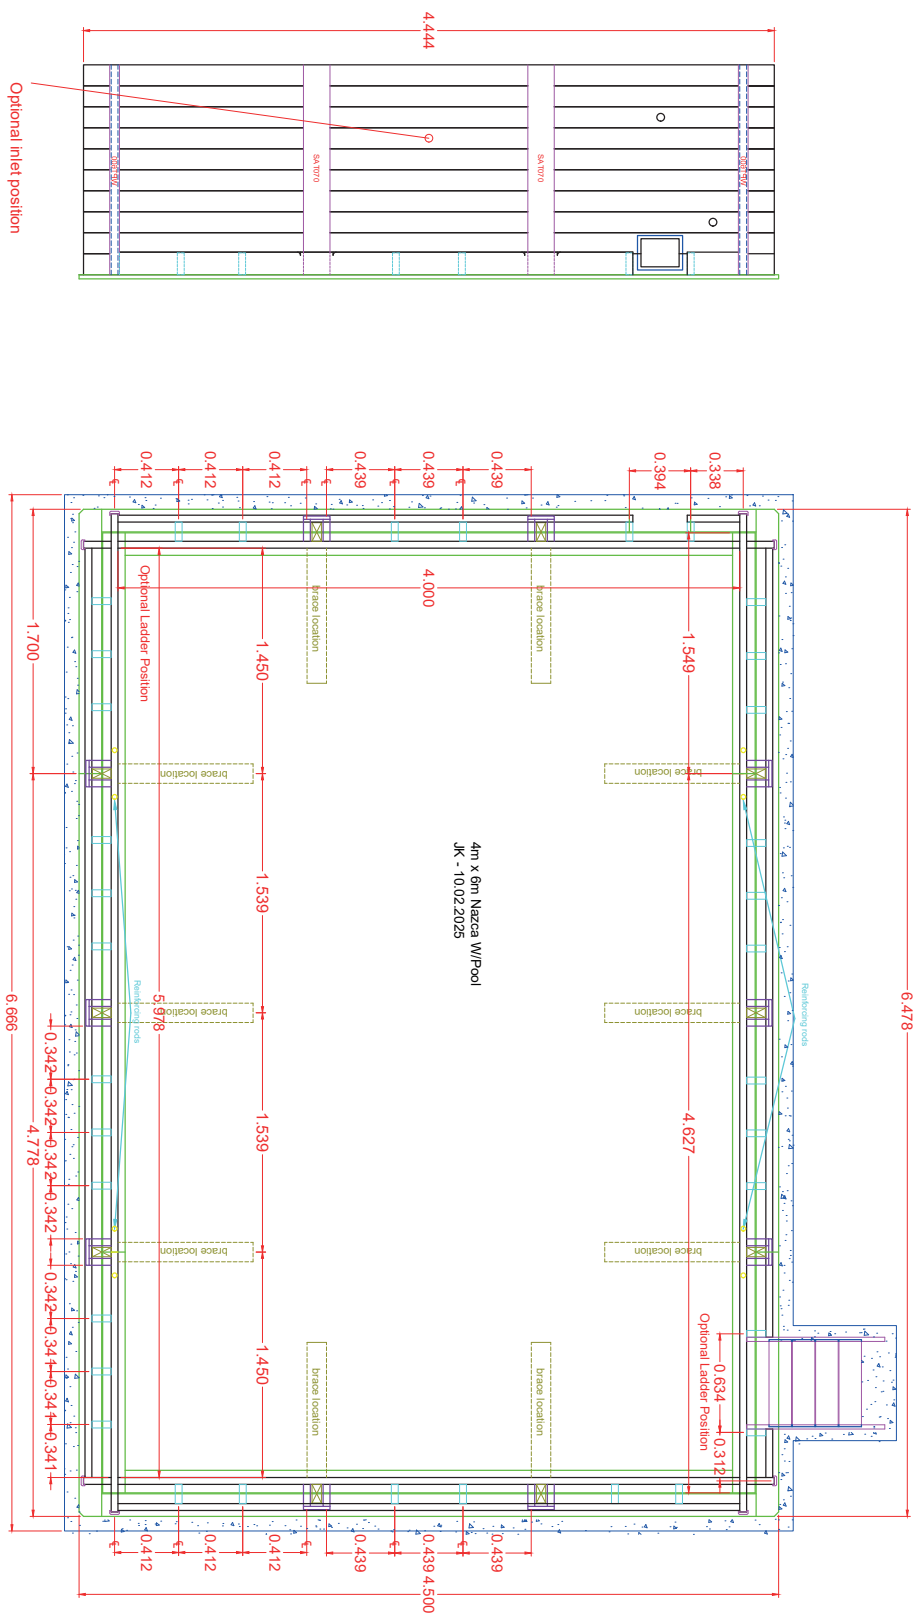 4.444
Optional inlet position
SAT070
SAT070
0.412
0.412
0.412
0.439
0.439
0.439
0.394
0.338
6.478
1.700
Optional Ladder Position
1.450
4.000
1.549
brace location
brace location
brace location
brace location
4m x 6m Nazca W/Pool
JK - 10.02.2025
1.539
Reinforcing rods
Reinforcing rods
5.978
brace location
brace location
6.666
4.778
0.342
0.342
0.342
0.342
0.342
0.341
0.341
0.341
1.539
4.627
brace location
brace location
1.450
Optional Ladder Position
0.634
0.312
brace location
brace location
0.412
0.412
0.412
0.439
0.439
0.439
4.500